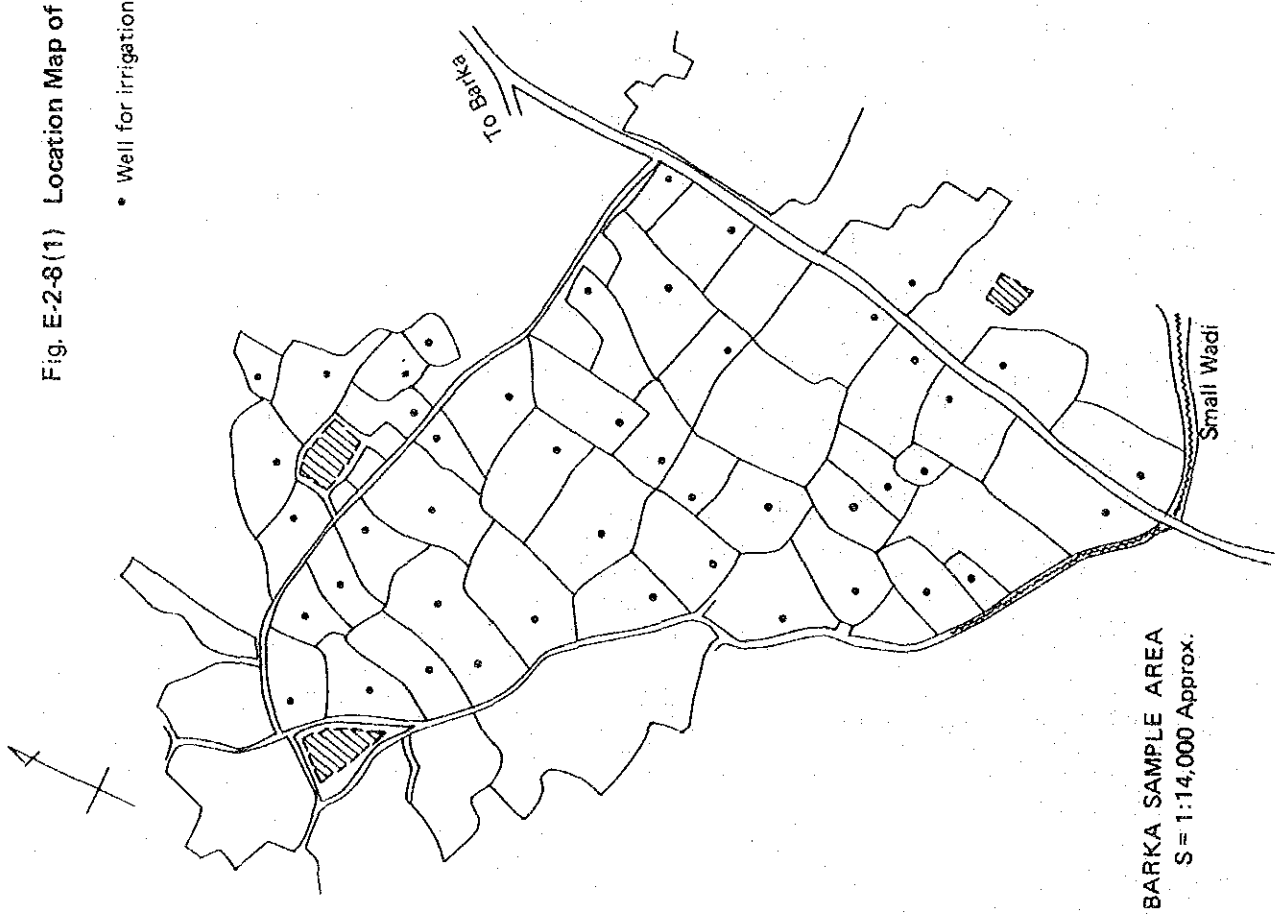 Fig. E-2-8(1) Location Map of
• Well for irrigation
To Barka
Small Wadi
BARKA SAMPLE AREA
S = 1:14,000 Approx.